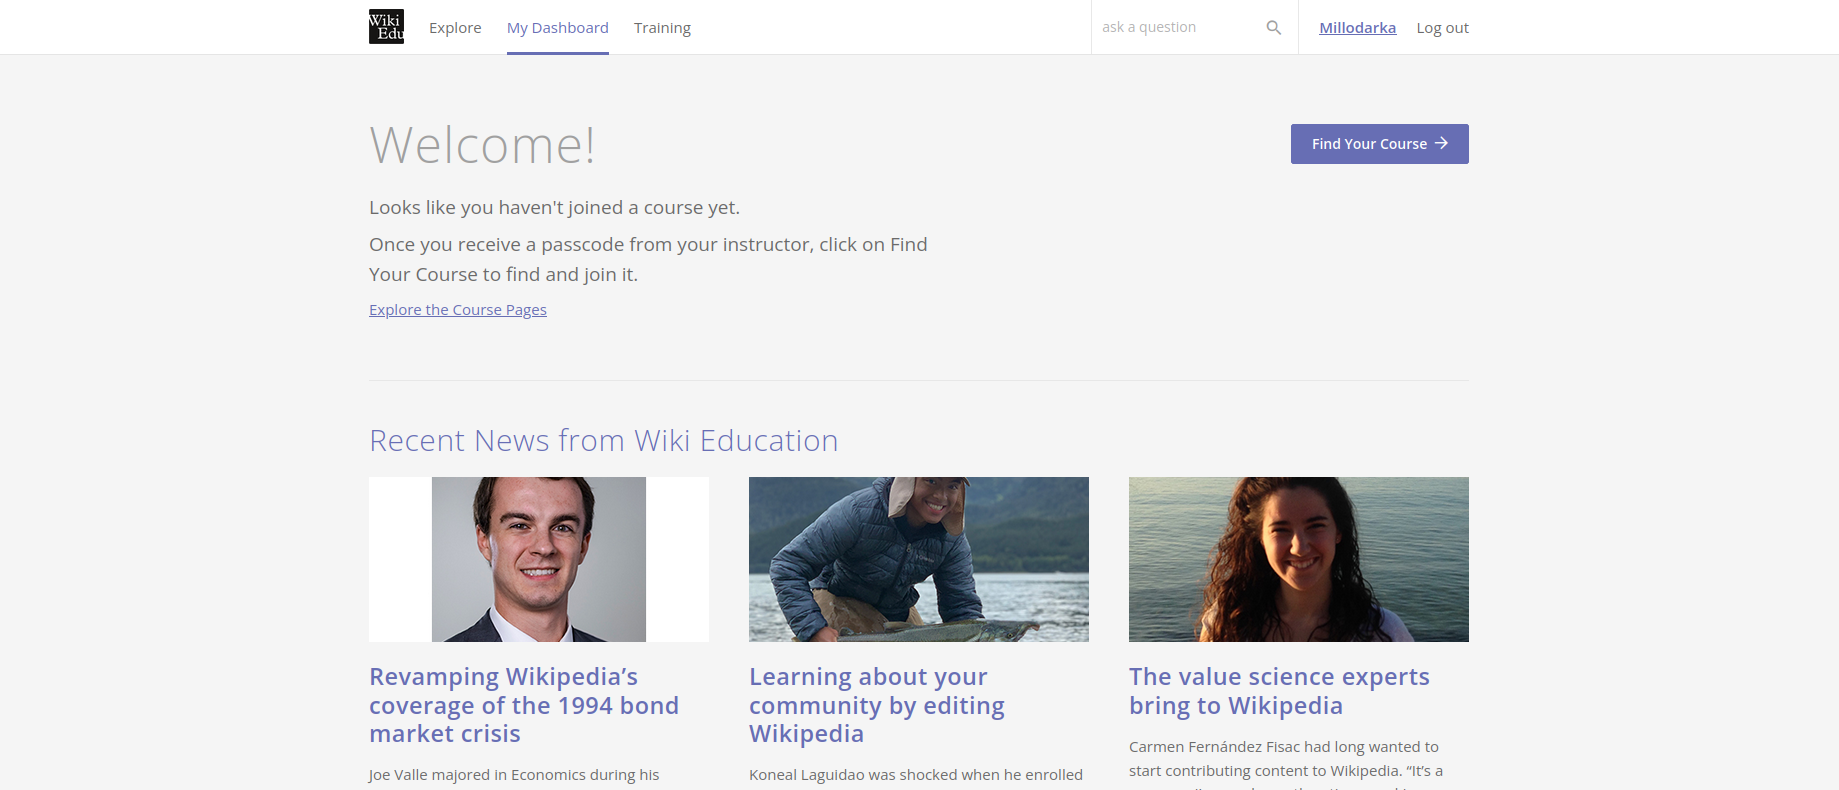 Wiki
Edu
Explore
My Dashboard
Training
ask a question
Millodarka
Log out
Welcome!
Find Your Course
Looks like you haven't joined a course yet.
Once you receive a passcode from your instructor, click on Find
Your Course to find and join it.
Explore the Course Pages
Recent News from Wiki Education
Revamping Wikipedia’s
coverage of the 1994 bond
market crisis
Joe Valle majored in Economics during his
Learning about your
community by editing
Wikipedia
Koneal Laguidao was shocked when he enrolled
The value science experts
bring to Wikipedia
Carmen Fernández Fisac had long wanted to
start contributing content to Wikipedia. “It’s a